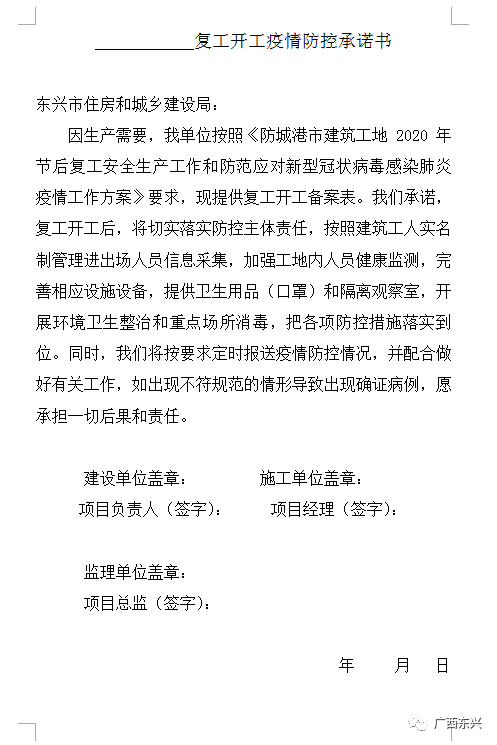 ____________复工开工疫情防控承诺书
东兴市住房和城乡建设局：
因生产需要，我单位按照《防城港市建筑工地 2020 年
节后复工安全生产工作和防范应对新型冠状病毒感染肺炎
疫情工作方案》要求，现提供复工开工备案表。我们承诺，
复工开工后，将切实落实防控主体责任，按照建筑工人实名
制管理进出场人员信息采集，加强工地内人员健康监测，完
善相应设施设备，提供卫生用品（口罩）和隔离观察室，开
展环境卫生整治和重点场所消毒，把各项防控措施落实到
位。同时，我们将按要求定时报送疫情防控情况，并配合做
好有关工作，如出现不符规范的情形导致出现确证病例，愿
承担一切后果和责任。
建设单位盖章： 施工单位盖章：
项目负责人（签字）： 项目经理（签字）：
监理单位盖章：
项目总监（签字）：
年 月 日
广西东兴